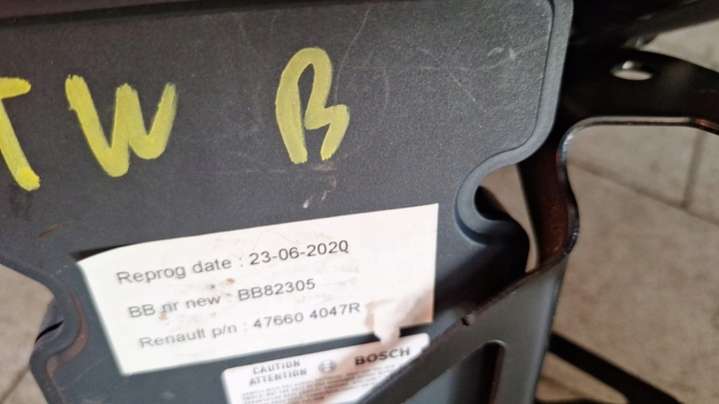 TW B
Reprog date : 23-06-2020
BB nr new : BB82305
Renault p/n : 47660 4047R
CAUTION
ATTENTION
BOSCH